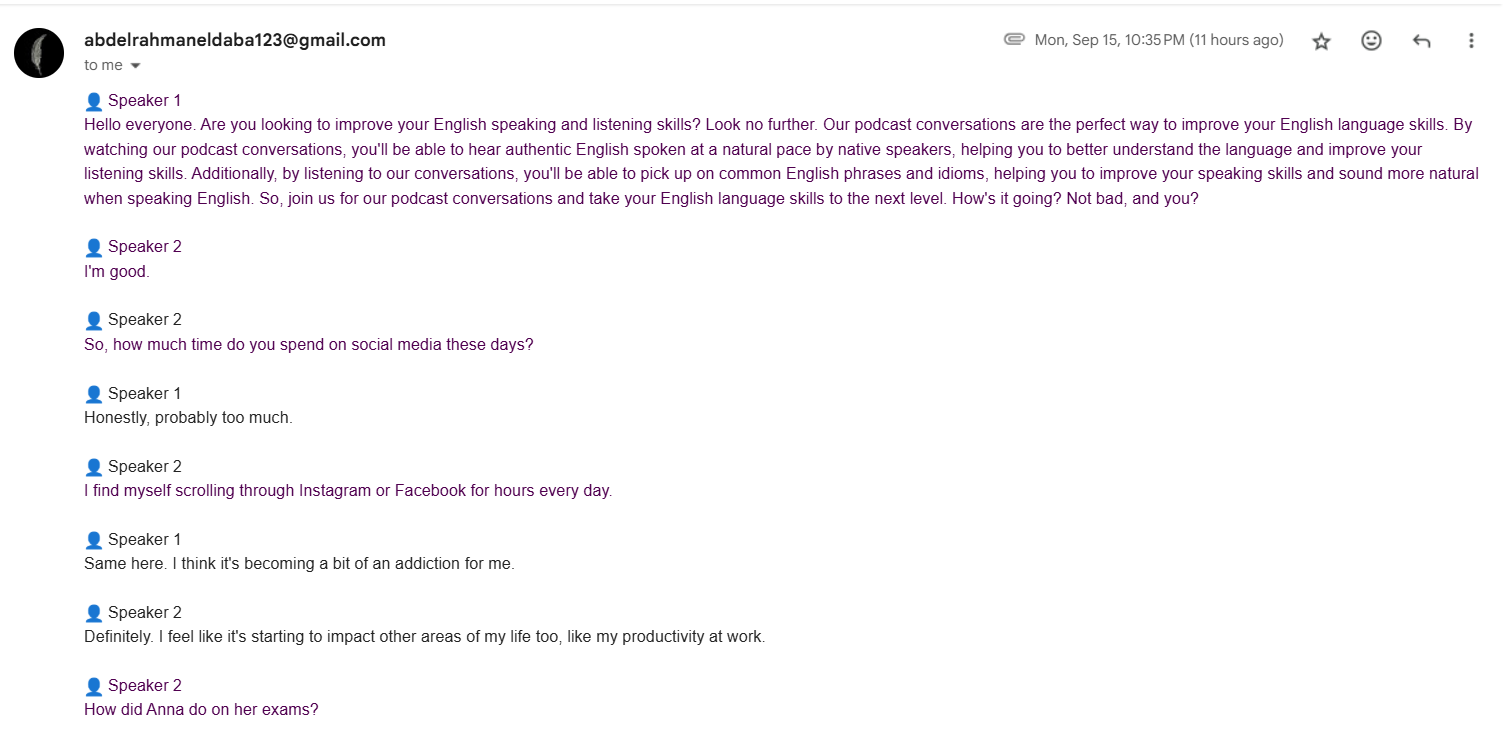 abdelrahmaneldaba123@gmail.com
Mon, Sep 15, 10:35 PM (11 hours ago)
to me
Speaker 1
Hello everyone. Are you looking to improve your English speaking and listening skills? Look no further. Our podcast conversations are the perfect way to improve your English language skills. By
watching our podcast conversations, you'll be able to hear authentic English spoken at a natural pace by native speakers, helping you to better understand the language and improve your
listening skills. Additionally, by listening to our conversations, you'll be able to pick up on common English phrases and idioms, helping you to improve your speaking skills and sound more natural
when speaking English. So, join us for our podcast conversations and take your English language skills to the next level. How's it going? Not bad, and you?
Speaker 2
I'm good.
Speaker 2
So, how much time do you spend on social media these days?
Speaker 1
Honestly, probably too much.
Speaker 2
I find myself scrolling through Instagram or Facebook for hours every day.
Speaker 1
Same here. I think it's becoming a bit of an addiction for me.
Speaker 2
Definitely. I feel like it's starting to impact other areas of my life too, like my productivity at work.
Speaker 2
How did Anna do on her exams?